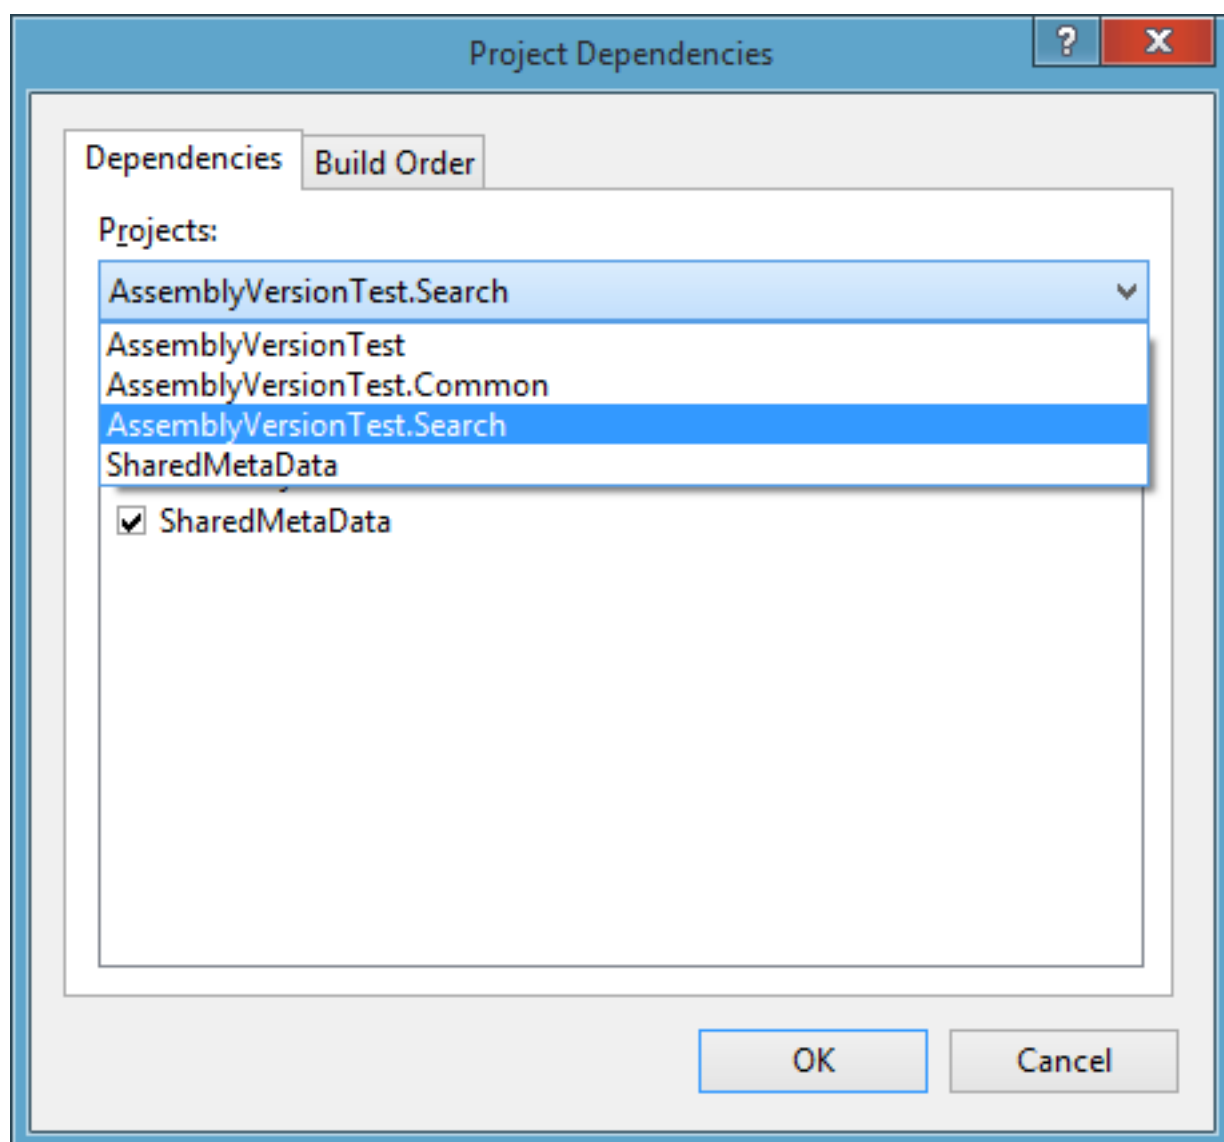 Project Dependencies
?
X
Dependencies
Build Order
Projects:
AssemblyVersionTest.Search
AssemblyVersionTest
AssemblyVersionTest.Common
AssemblyVersionTest.Search
SharedMetaData
SharedMetaData
OK
Cancel